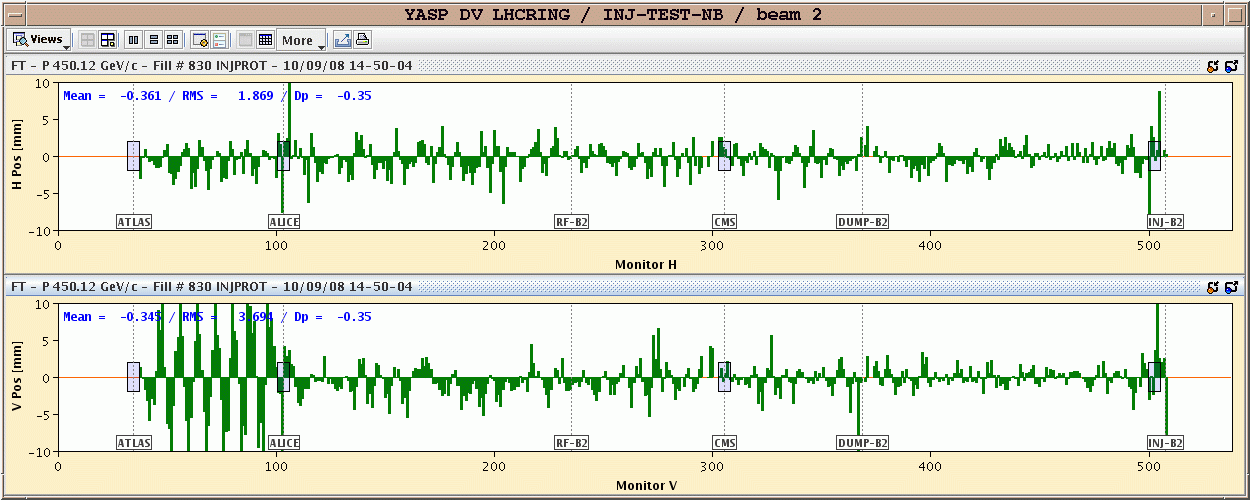 YASP DV LHCRING / INJ-TEST-NB / beam 2
Views More
FT - P 450.12 GeV/c - Fill # 830 INJPROT - 10/09/08 14-50-04
Mean = -0.361 / RMS = 1.869 / Dp = -0.35
H Pos [mm]
10
5
0
-5
-10
ATLAS ALICE RF-B2 CMS DUMP-B2 INJ-B2
0 100 200 300 400 500
Monitor H
FT - P 450.12 GeV/c - Fill # 830 INJPROT - 10/09/08 14-50-04
Mean = -0.345 / RMS = 3.694 / Dp = -0.35
V Pos [mm]
10
5
0
-5
-10
ATLAS ALICE RF-B2 CMS DUMP-B2 INJ-B2
0 100 200 300 400 500
Monitor V